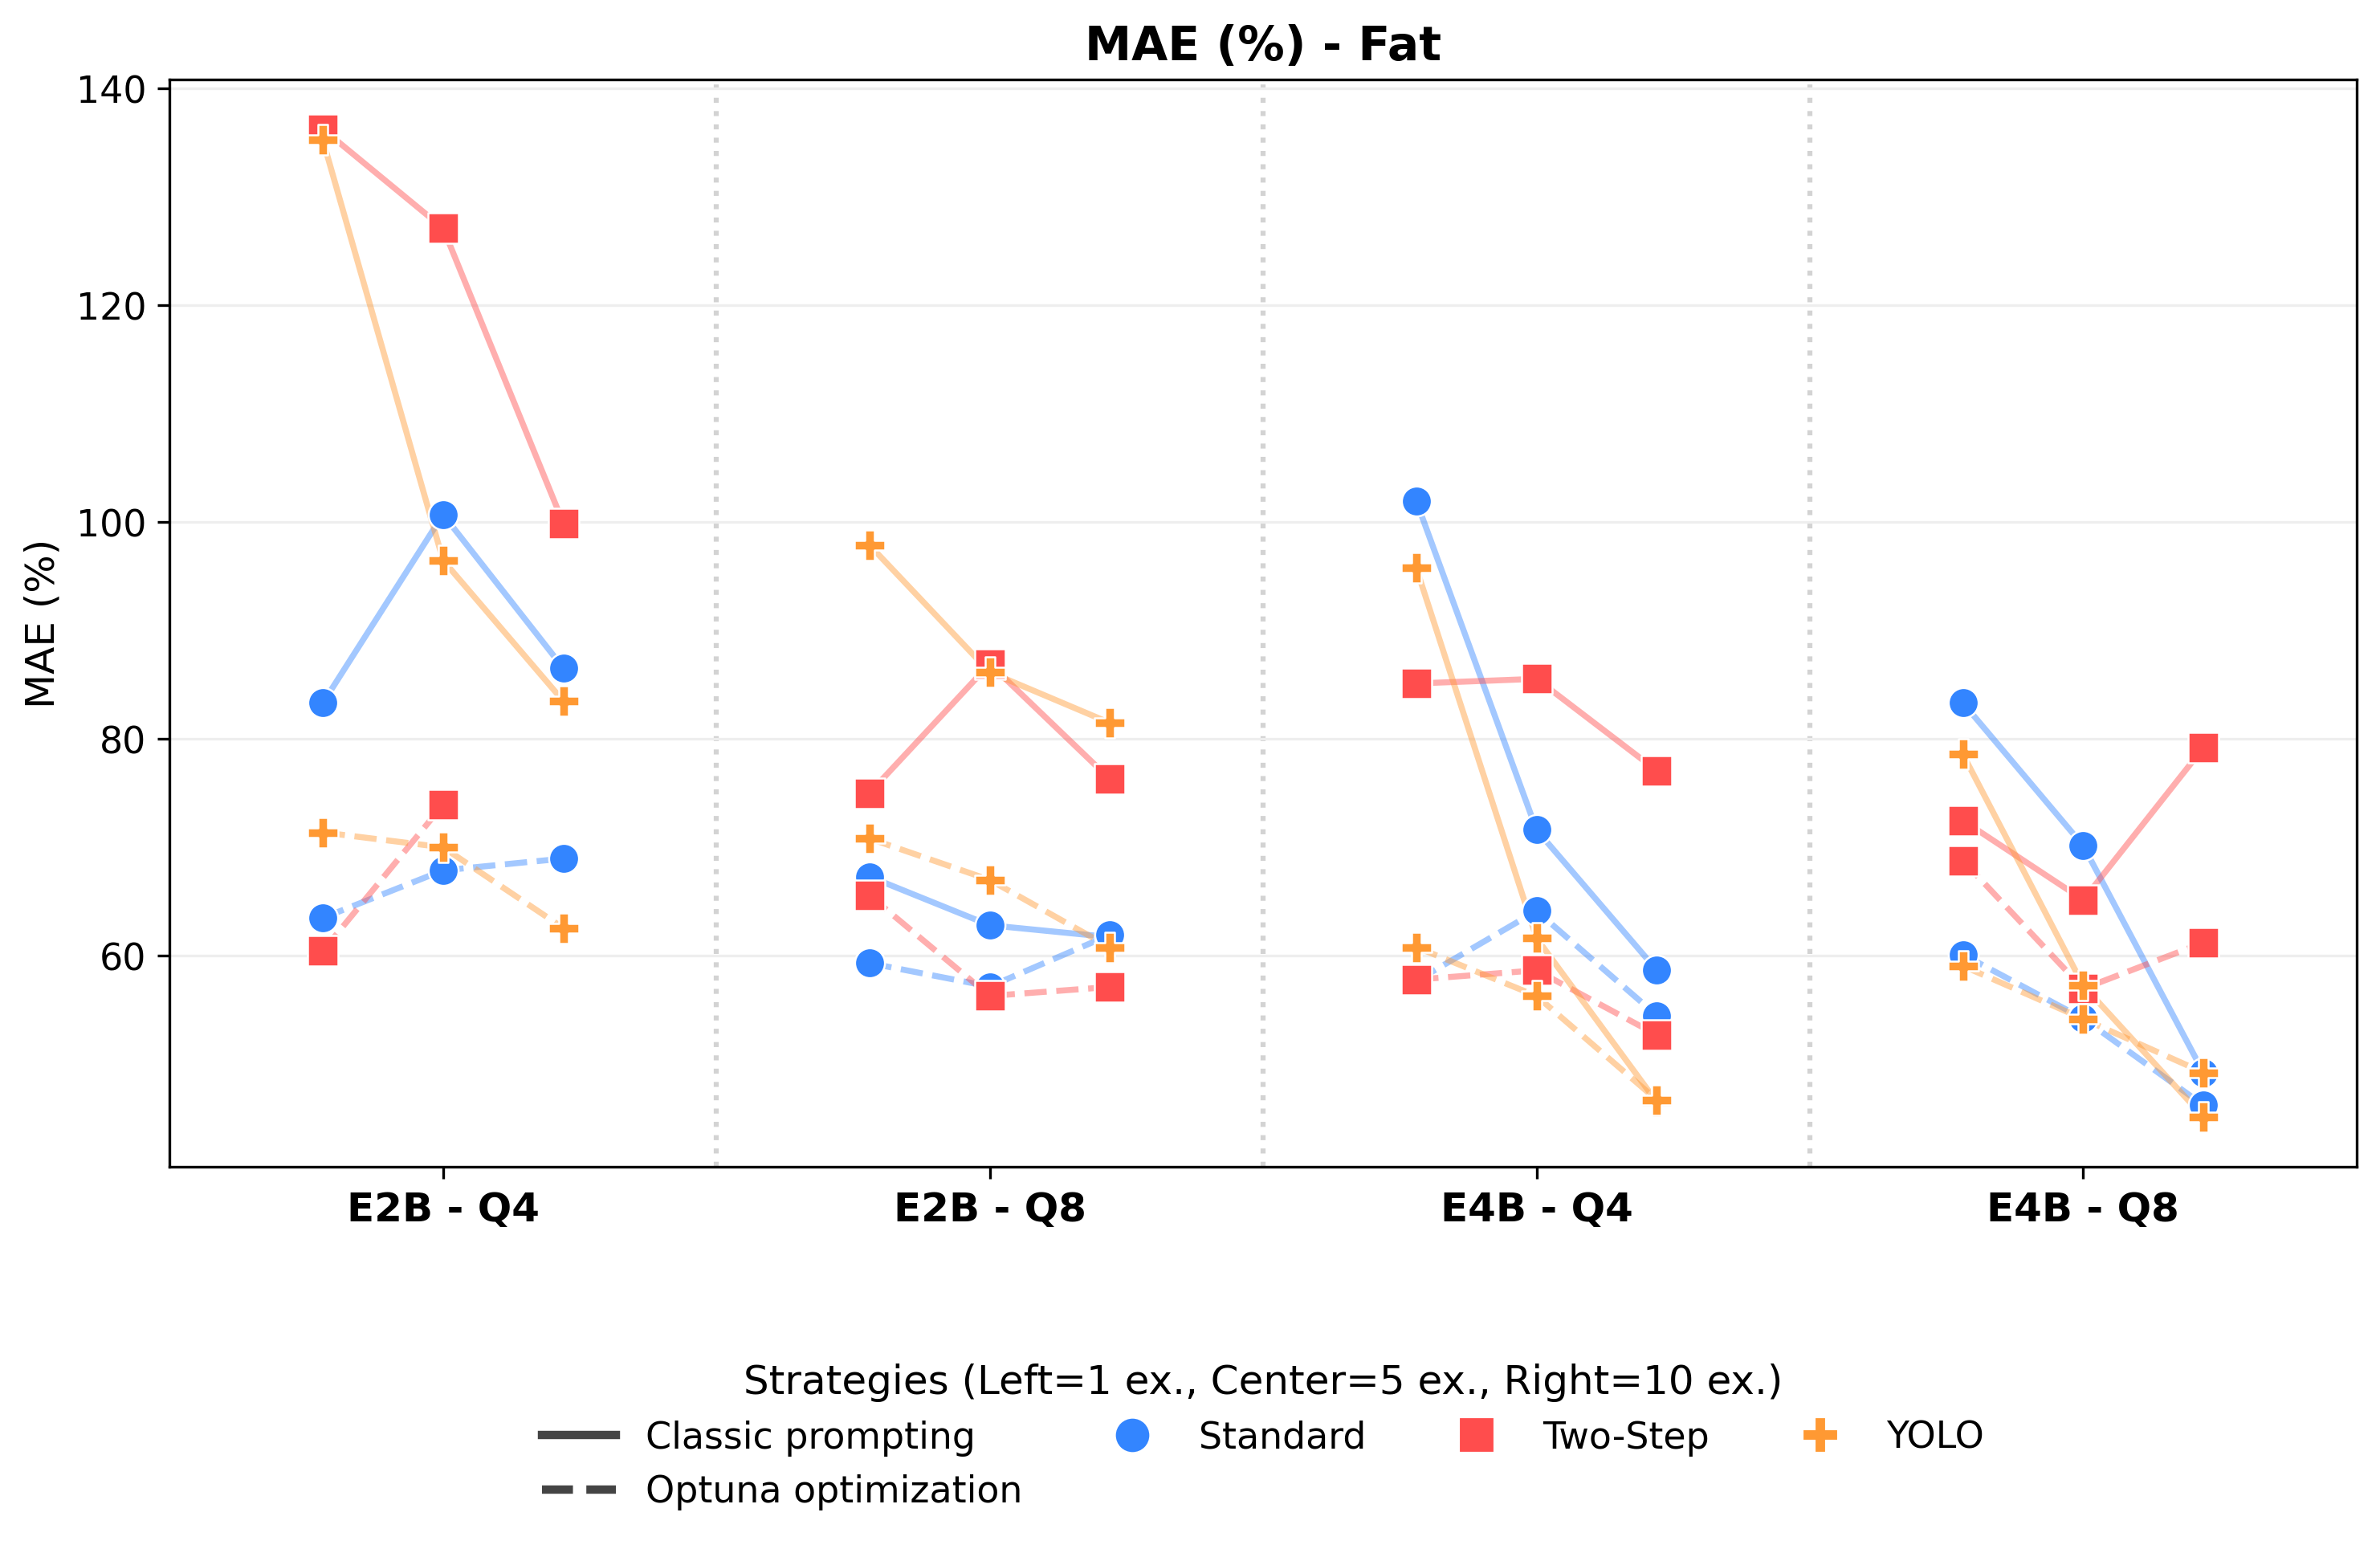 MAE (%) - Fat
MAE (%)
140
120
100
80
60
E2B - Q4
E2B - Q8
E4B - Q4
E4B - Q8
Strategies (Left=1 ex., Center=5 ex., Right=10 ex.)
Classic prompting
Optuna optimization
Standard
Two-Step
YOLO